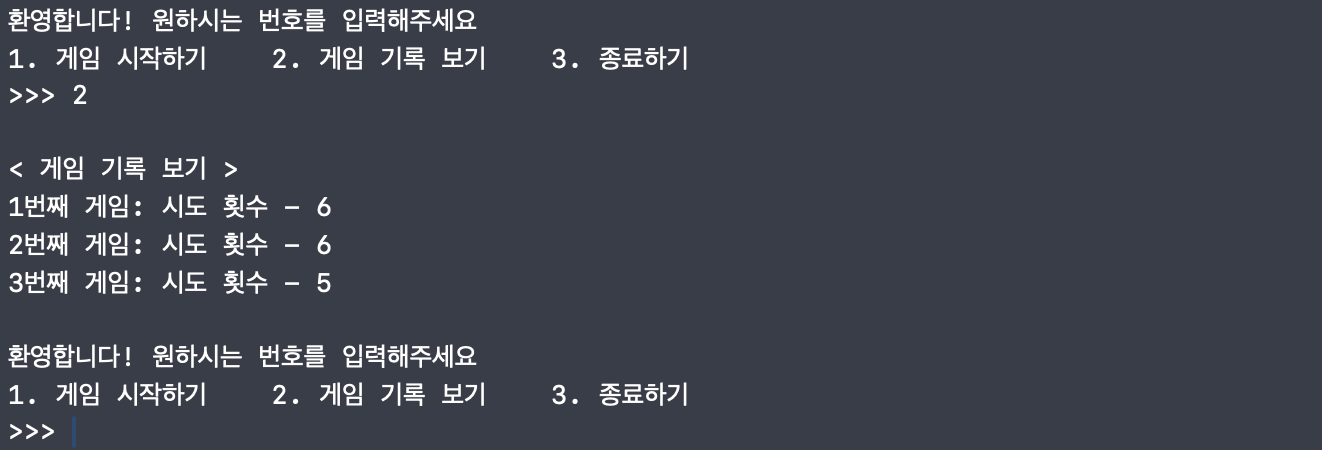 환영합니다! 원하시는 번호를 입력해주세요
1. 게임 시작하기    2. 게임 기록 보기    3. 종료하기
>>> 2
< 게임 기록 보기 >
1번째 게임: 시도 횟수 - 6
2번째 게임: 시도 횟수 - 6
3번째 게임: 시도 횟수 - 5
환영합니다! 원하시는 번호를 입력해주세요
1. 게임 시작하기    2. 게임 기록 보기    3. 종료하기
>>>